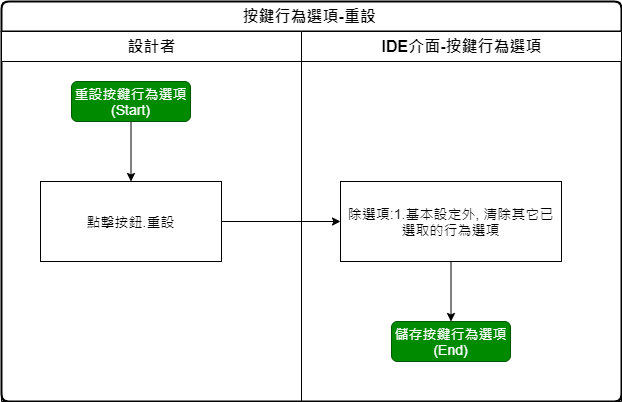 按鍵行為選項-重設
設計者
IDE介面-按鍵行為選項
重設按鍵行為選項
(Start)
點擊按鈕.重設
除選項:1.基本設定外, 清除其它已
選取的行為選項
儲存按鍵行為選項
(End)